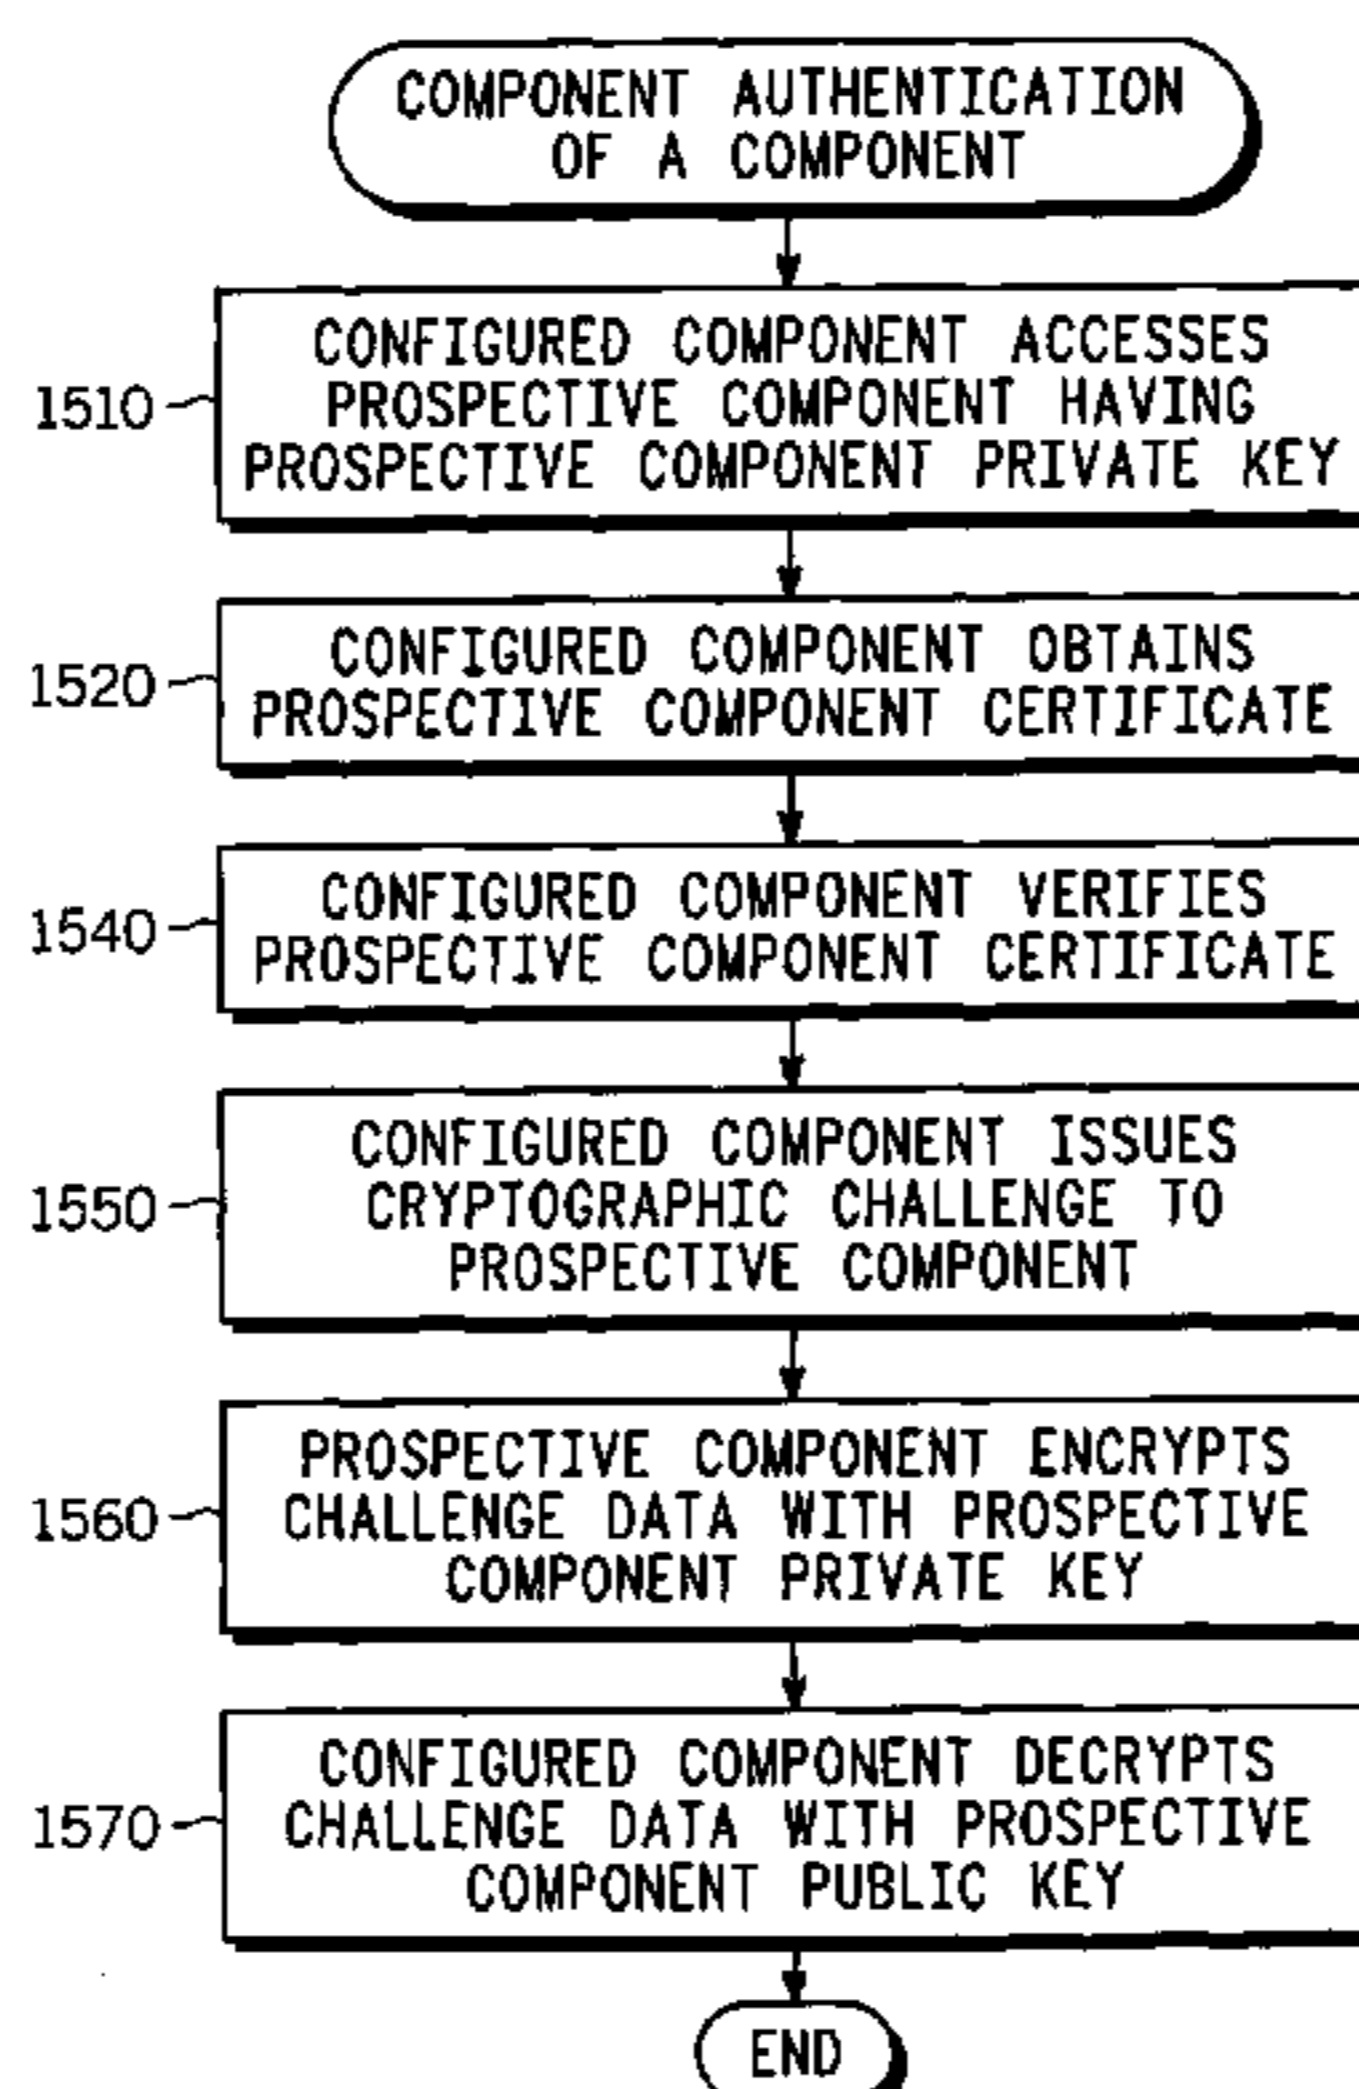 COMPONENT AUTHENTICATION
OF A COMPONENT
1510
CONFIGURED COMPONENT ACCESSES
PROSPECTIVE COMPONENT HAVING
PROSPECTIVE COMPONENT PRIVATE KEY
1520
CONFIGURED COMPONENT OBTAINS
PROSPECTIVE COMPONENT CERTIFICATE
1540
CONFIGURED COMPONENT VERIFIES
PROSPECTIVE COMPONENT CERTIFICATE
1550
CONFIGURED COMPONENT ISSUES
CRYPTOGRAPHIC CHALLENGE TO
PROSPECTIVE COMPONENT
1560
PROSPECTIVE COMPONENT ENCRYPTS
CHALLENGE DATA WITH PROSPECTIVE
COMPONENT PRIVATE KEY
1570
CONFIGURED COMPONENT DECRYPTS
CHALLENGE DATA WITH PROSPECTIVE
COMPONENT PUBLIC KEY
END